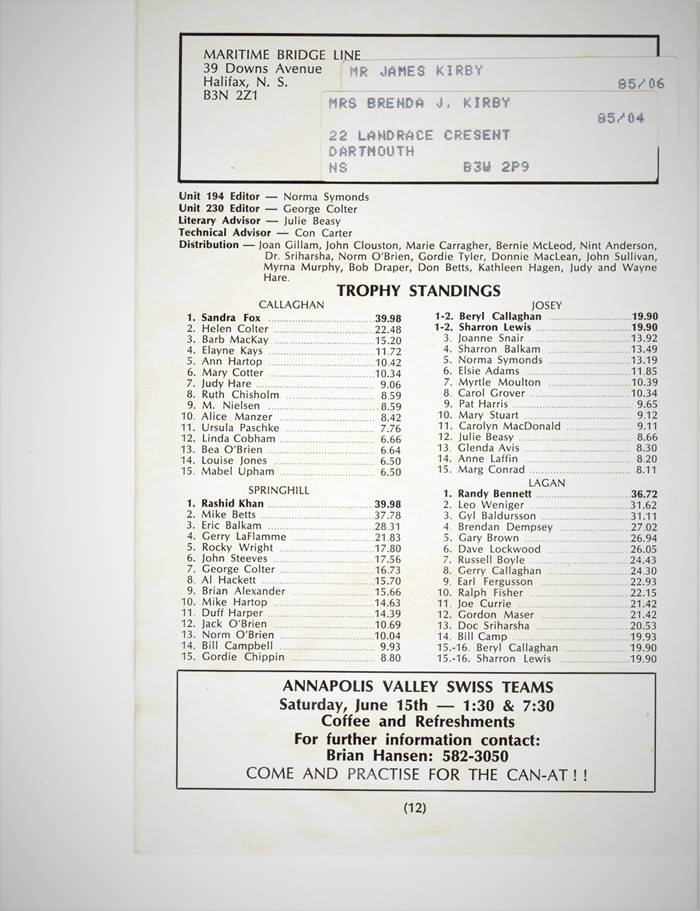 MARITIME BRIDGE LINE
39 Downs Avenue
Halifax, N. S.
B3N 2Z1
MR JAMES KIRBY
85/06
MRS BRENDA J. KIRBY
85/04
22 LANDRACE CRESENT
DARTMOUTH
NS B3W 2P9
Unit 194 Editor — Norma Symonds
Unit 230 Editor — George Colter
Literary Advisor — Julie Beasy
Technical Advisor — Con Carter
Distribution — Joan Gillam, John Clouston, Marie Carragher, Bernie McLeod, Nint Anderson,
Dr. Sriharsha, Norm O'Brien, Gordie Tyler, Donnie MacLean, John Sullivan,
Myrna Murphy, Bob Draper, Don Betts, Kathleen Hagen, Judy and Wayne
Hare.
TROPHY STANDINGS
CALLAGHAN
1. Sandra Fox 39.98
2. Helen Colter 22.48
3. Barb MacKay 15.20
4. Elayne Kays 11.72
5. Ann Hartop 10.42
6. Mary Cotter 10.34
7. Judy Hare 9.06
8. Ruth Chisholm 8.59
9. M. Nielsen 8.59
10. Alice Manzer 8.42
11. Ursula Paschke 7.76
12. Linda Cobham 6.66
13. Bea O'Brien 6.64
14. Louise Jones 6.50
15. Mabel Upham 6.50
JOSEY
1-2. Beryl Callaghan 19.90
1-2. Sharron Lewis 19.90
3. Joanne Snair 13.92
4. Sharron Balkam 13.49
5. Norma Symonds 13.19
6. Elsie Adams 11.85
7. Myrtle Moulton 10.39
8. Carol Grover 10.34
9. Pat Harris 9.65
10. Mary Stuart 9.12
11. Carolyn MacDonald 9.11
12. Julie Beasy 8.66
13. Glenda Avis 8.30
14. Anne Laffin 8.20
15. Marg Conrad 8.11
SPRINGHILL
1. Rashid Khan 39.98
2. Mike Betts 37.78
3. Eric Balkam 28.31
4. Gerry LaFlamme 21.83
5. Rocky Wright 17.80
6. John Steeves 17.56
7. George Colter 16.73
8. Al Hackett 15.70
9. Brian Alexander 15.66
10. Mike Hartop 14.63
11. Duff Harper 14.39
12. Jack O'Brien 10.69
13. Norm O'Brien 10.04
14. Bill Campbell 9.93
15. Gordie Chippin 8.80
LAGAN
1. Randy Bennett 36.72
2. Leo Weniger 31.62
3. Gyl Baldursson 31.11
4. Brendan Dempsey 27.02
5. Gary Brown 26.94
6. Dave Lockwood 26.05
7. Russell Boyle 24.43
8. Gerry Callaghan 24.30
9. Earl Fergusson 22.93
10. Ralph Fisher 22.15
11. Joe Currie 21.42
12. Gordon Maser 21.42
13. Doc Sriharsha 20.53
14. Bill Camp 19.93
15.-16. Beryl Callaghan 19.90
15.-16. Sharron Lewis 19.90
ANNAPOLIS VALLEY SWISS TEAMS
Saturday, June 15th — 1:30 & 7:30
Coffee and Refreshments
For further information contact:
Brian Hansen: 582-3050
COME AND PRACTISE FOR THE CAN-AT ! !
(12)